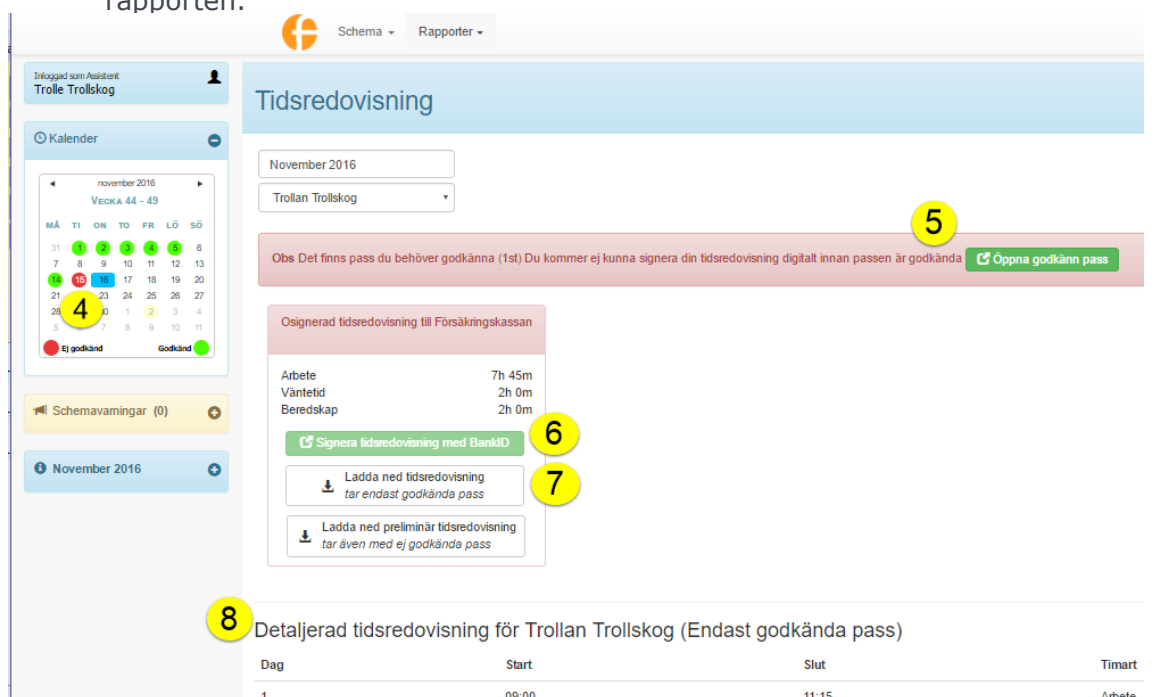 rapporten.
Schema Rapporter
Inloggad som Assistent
Trolle Trollskog
Kalender
november 2016
VECKA 44 - 49
MÅ TI ON TO FR LÖ SÖ
31 1 2 3 4 5 6
7 8 9 10 11 12 13
14 15 16 17 18 19 20
21 23 24 25 26 27
28 1 2 3 4
5 7 8 9 10 11
4
Ej godkänd Godkänd
Schemavarningar (0)
November 2016
Tidsredovisning
November 2016
Trollan Trollskog
5
Obs Det finns pass du behöver godkänna (1st) Du kommer ej kunna signera din tidsredovisning digitalt innan passen är godkända Öppna godkänn pass
Osignerad tidsredovisning till Försäkringskassan
Arbete 7h 45m
Väntetid 2h 0m
Beredskap 2h 0m
Signera tidsredovisning med BankID 6
Ladda ned tidsredovisning 7
tar endast godkända pass
Ladda ned preliminär tidsredovisning
tar även med ej godkända pass
8
Detaljerad tidsredovisning för Trollan Trollskog (Endast godkända pass)
Dag Start Slut Timart
1 09:00 11:15 Arbete